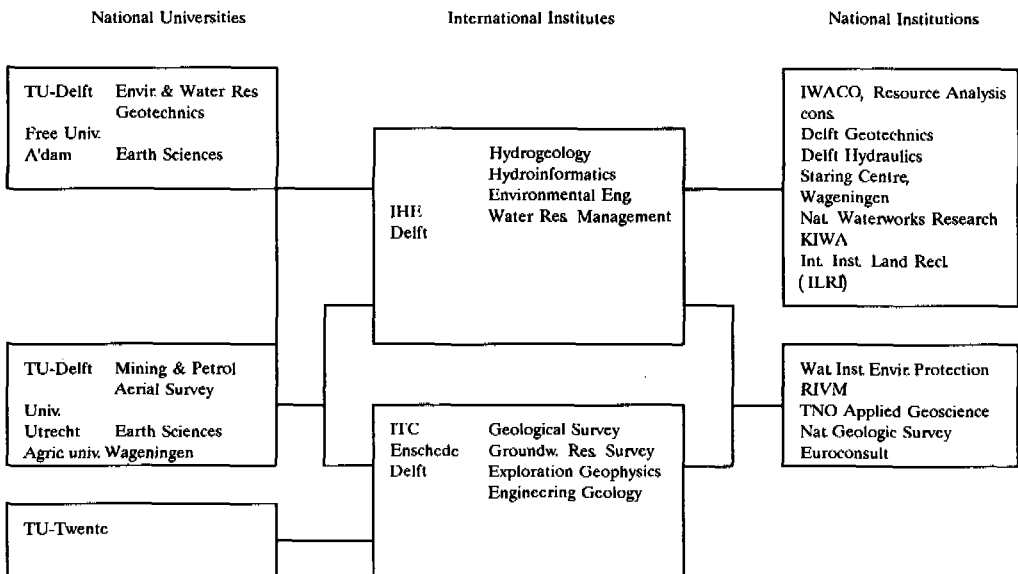 National Universities
International Institutes
National Institutions
TU-Delft Envir. & Water Res
Geotechnics
Free Univ.
A'dam Earth Sciences
TU-Delft Mining & Petrol
Aerial Survey
Univ.
Utrecht Earth Sciences
Agric univ. Wageningen
TU-Twente
Hydrogeology
Hydroinformatics
Environmental Eng.
IHE Water Res. Management
Delft
ITC Geological Survey
Enschede Groundw. Res. Survey
Delft Exploration Geophysics
Engineering Geology
IWACO, Resource Analysis
cons.
Delft Geotechnics
Delft Hydraulics
Staring Centre,
Wageningen
Nat. Waterworks Research
KIWA
Int. Inst. Land Recl.
(ILRI)
Wat. Inst. Envir. Protection
RIVM
TNO Applied Geoscience
Nat. Geologic Survey
Euroconsult